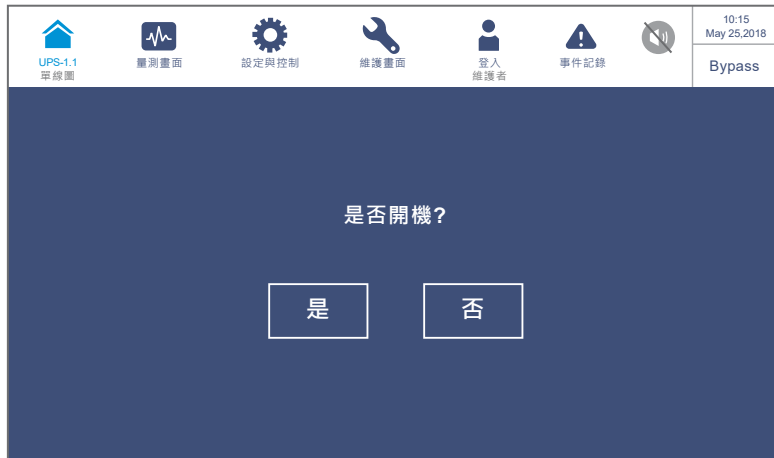 UPS-1.1
單線圖
量測畫面
設定與控制
維護畫面
登入
維護者
事件記錄
10:15
May 25,2018
Bypass
是否開機?
是
否